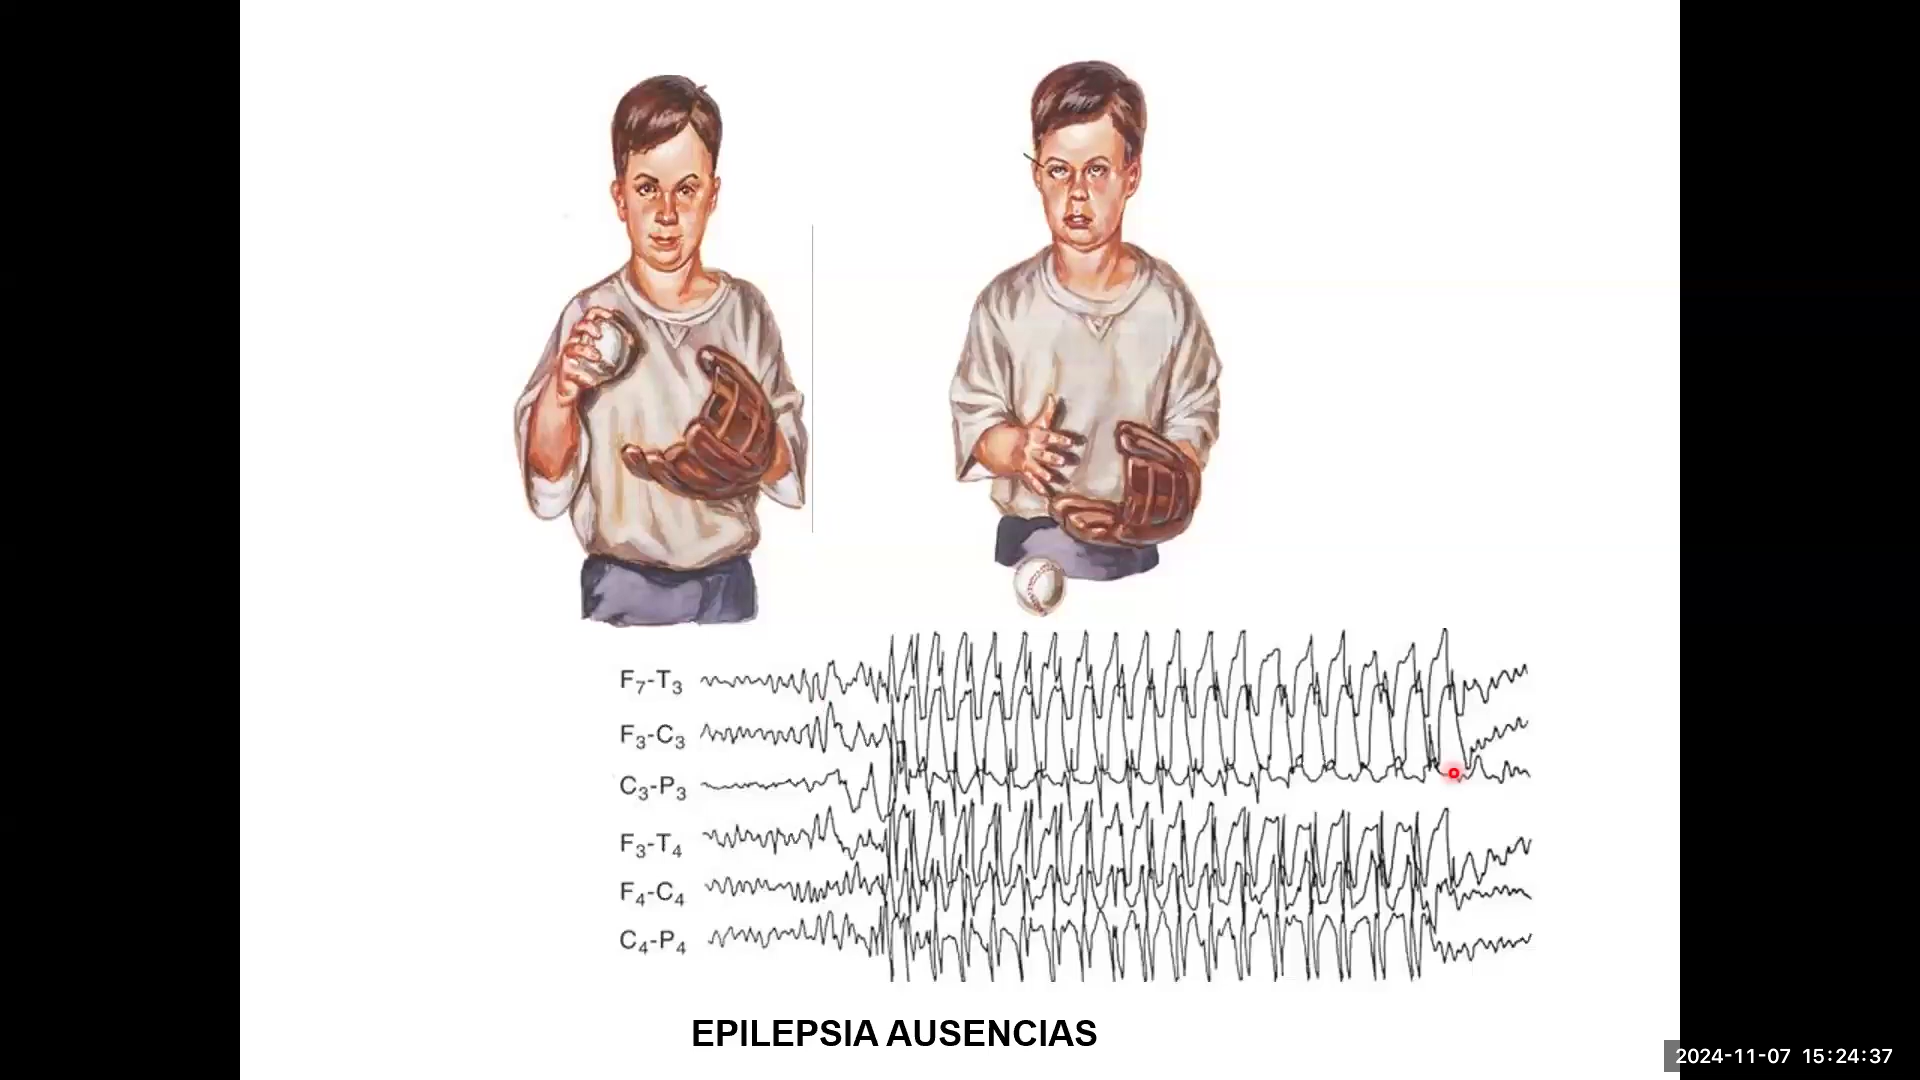 F7-T3
F3-C3
C3-P3
F3-T4
F4-C4
C4-P4
EPILEPSIA AUSENCIAS
2024-11-07 15:24:37